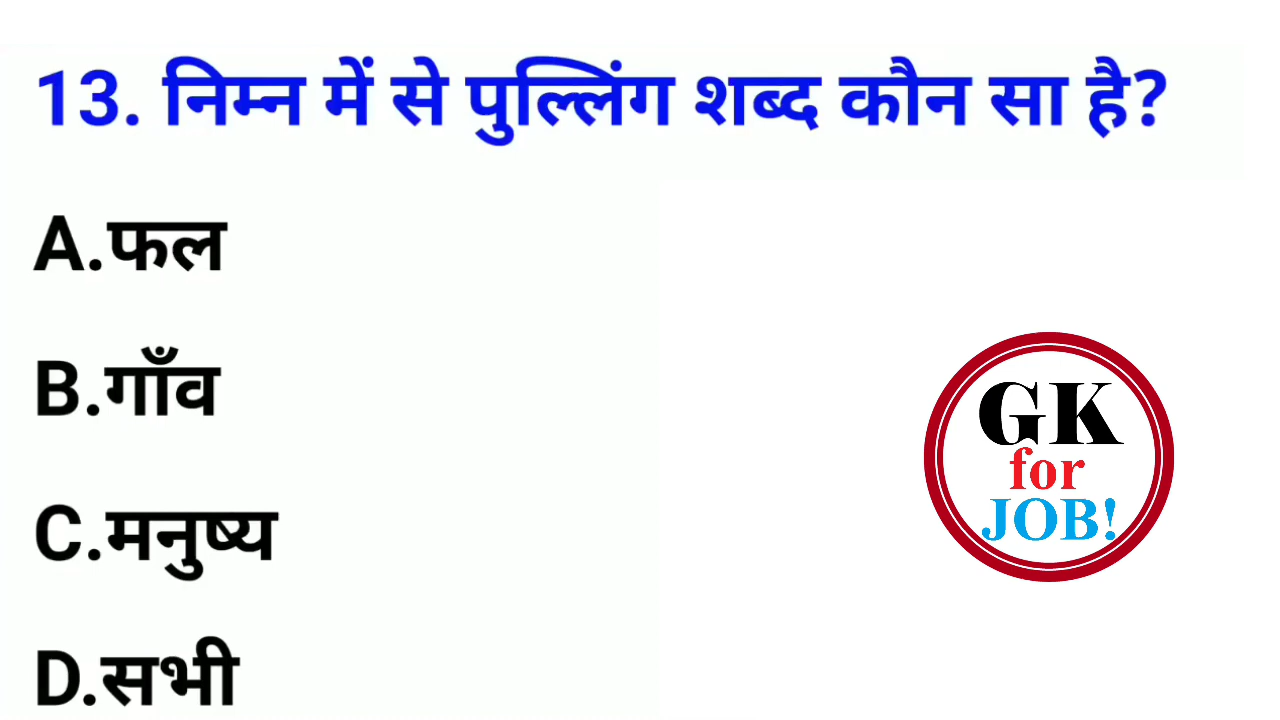 13. निम्न में से पुल्लिंग शब्द कौन सा है?
A.फल
B.गाँव
C.मनुष्य
D.सभी
GK
for
JOB!